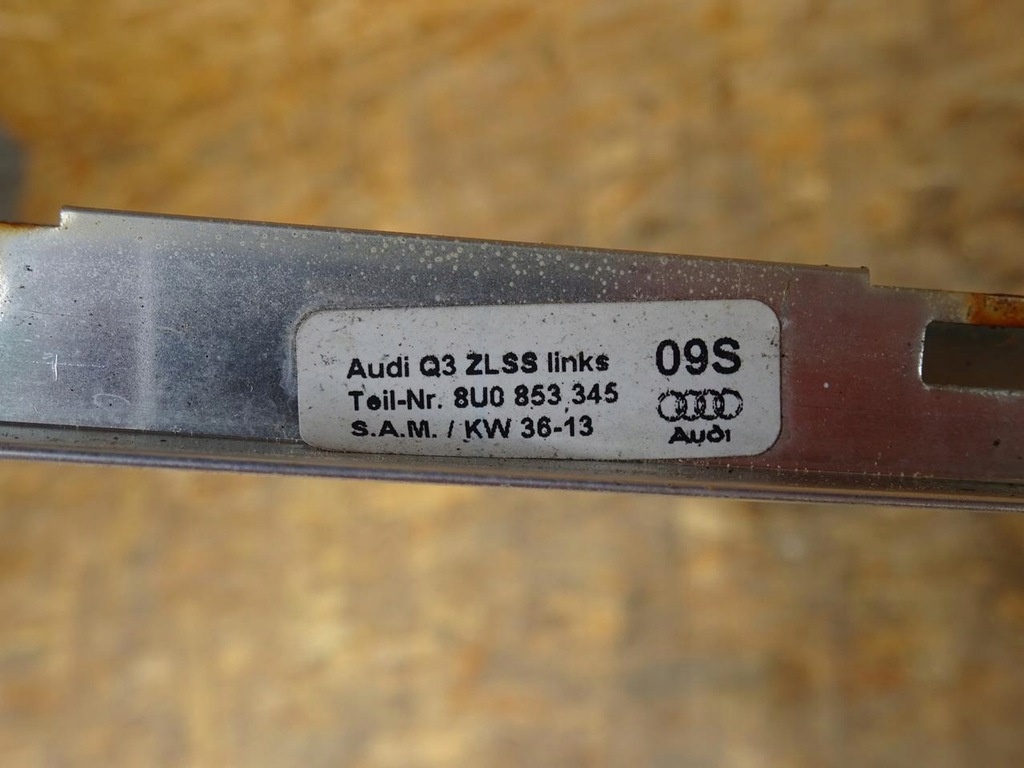 Audi Q3 ZLSS links
Teil-Nr. 8U0 853 345
S.A.M. / KW 36-13
09S
Audi